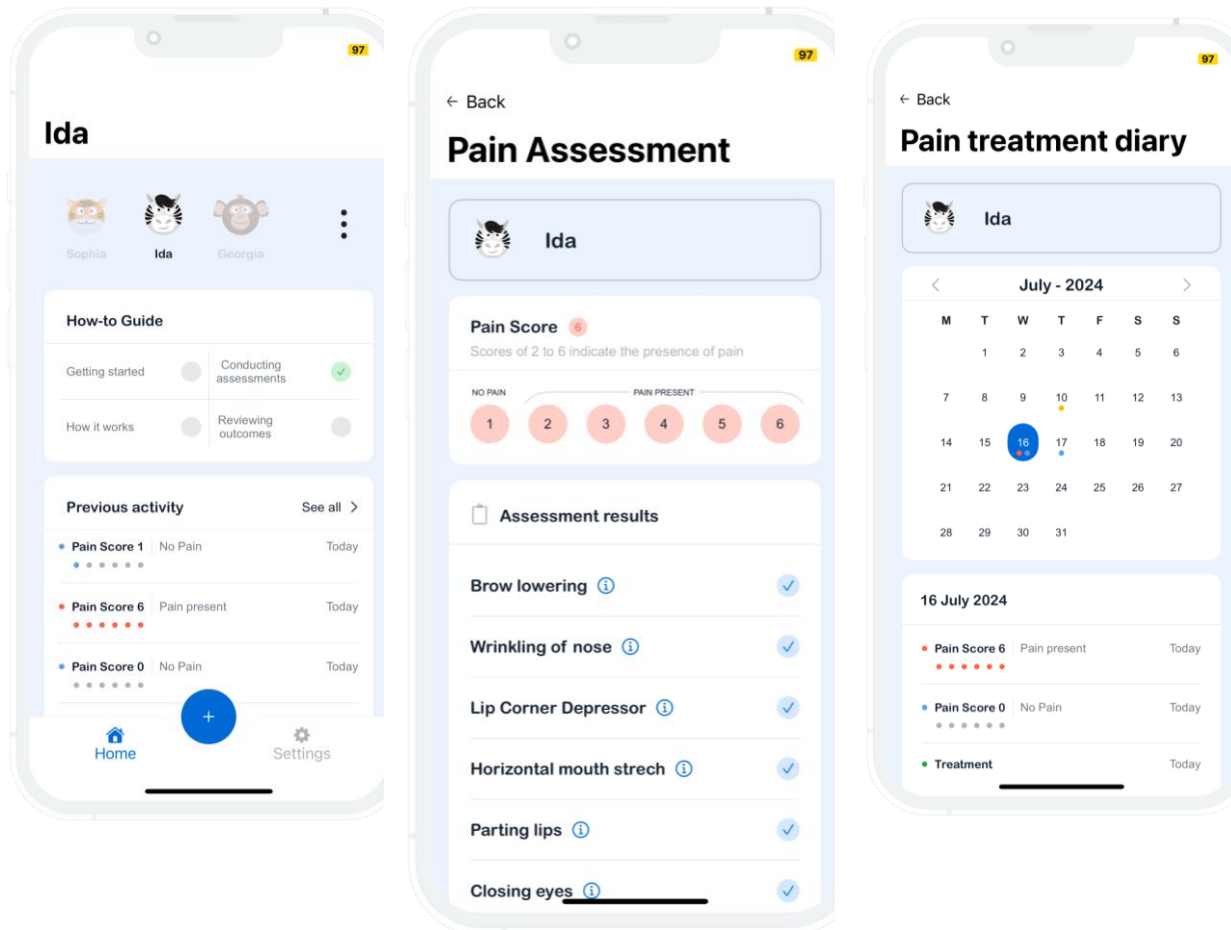 97
Ida
Sophia Ida Georgia
How-to Guide
Getting started
Conducting
assessments
How it works
Reviewing
outcomes
Previous activity See all >
Pain Score 1 No Pain Today
Pain Score 6 Pain present Today
Pain Score 0 No Pain Today
+
Home Settings
97
← Back
Pain Assessment
Ida
Pain Score 6
Scores of 2 to 6 indicate the presence of pain
NO PAIN PAIN PRESENT
1 2 3 4 5 6
Assessment results
Brow lowering
Wrinkling of nose
Lip Corner Depressor
Horizontal mouth strech
Parting lips
Closing eyes
97
← Back
Pain treatment diary
Ida
< July - 2024 >
M T W T F S S
1 2 3 4 5 6
7 8 9 10 11 12 13
14 15 16 17 18 19 20
21 22 23 24 25 26 27
28 29 30 31
16 July 2024
Pain Score 6 Pain present Today
Pain Score 0 No Pain Today
Treatment Today